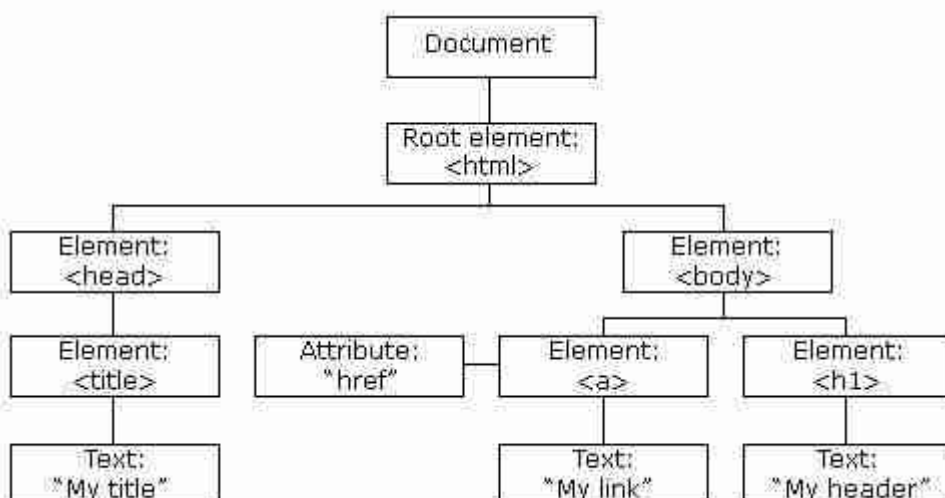 Document
Root element:
<html>
Element:
<head>
Element:
<body>
Element:
<title>
Attribute:
"href"
Element:
<a>
Element:
<h1>
Text:
"My title"
Text:
"My link"
Text:
"My header"